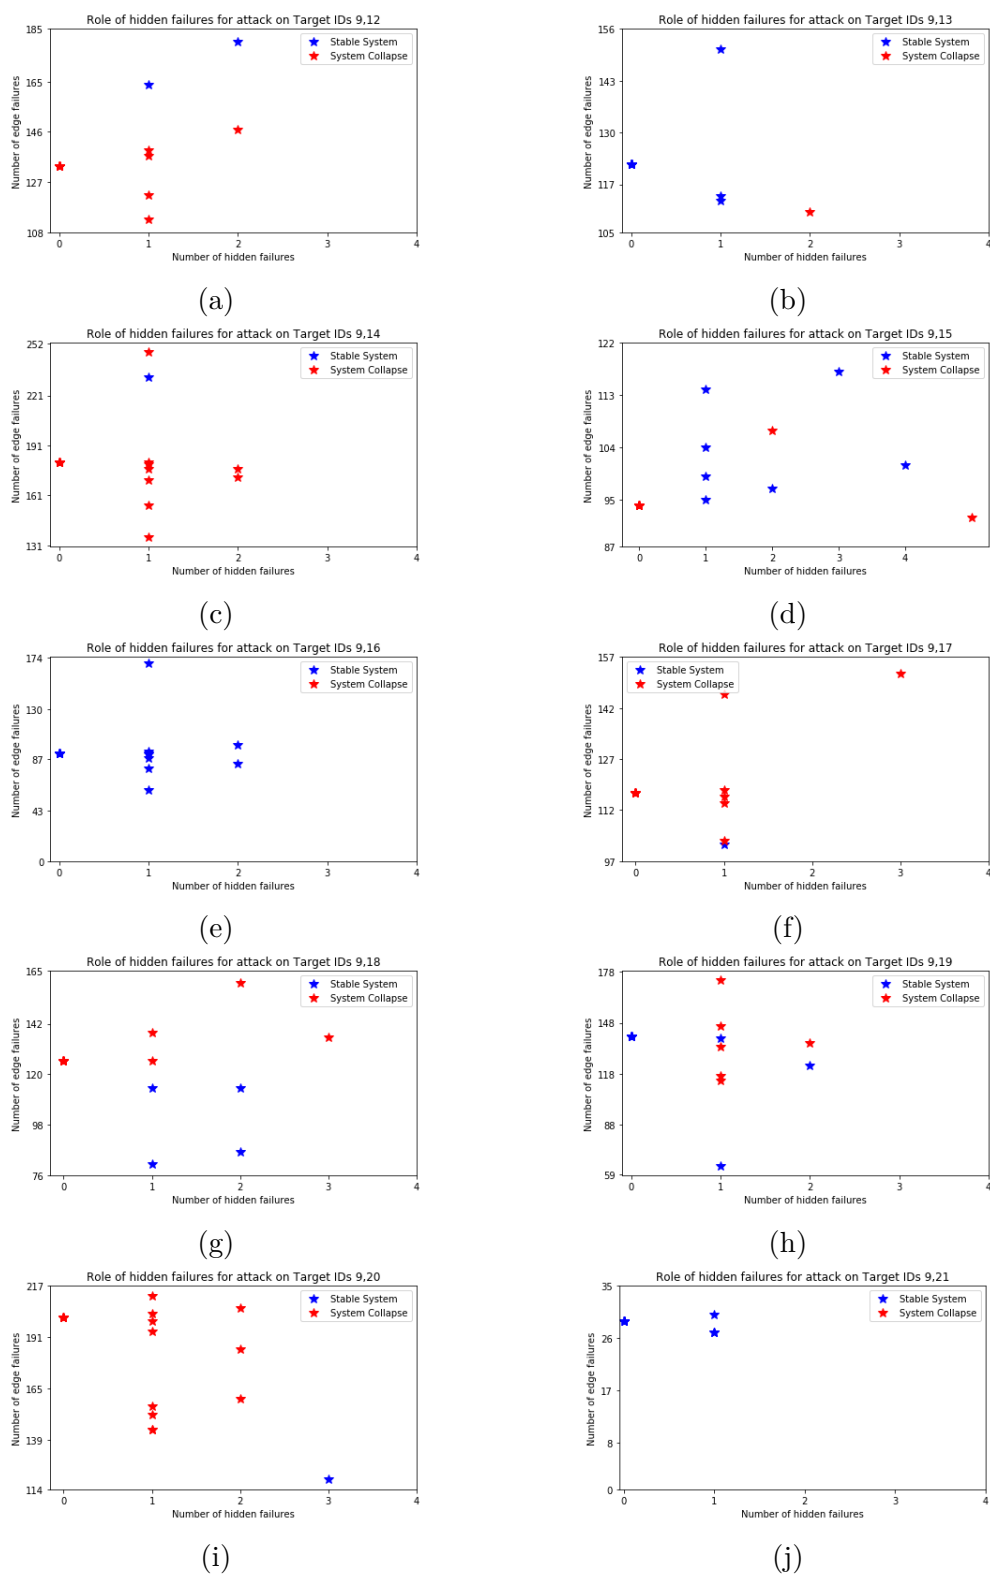 Role of hidden failures for attack on Target IDs 9,12
185
165
146
127
108
Number of edge failures
Stable System
System Collapse
0 1 2 3 4
Number of hidden failures
(a)
Role of hidden failures for attack on Target IDs 9,13
156
143
130
117
105
Number of edge failures
Stable System
System Collapse
0 1 2 3 4
Number of hidden failures
(b)
Role of hidden failures for attack on Target IDs 9,14
252
221
191
161
131
Number of edge failures
Stable System
System Collapse
0 1 2 3 4
Number of hidden failures
(c)
Role of hidden failures for attack on Target IDs 9,15
122
113
104
95
87
Number of edge failures
Stable System
System Collapse
0 1 2 3 4
Number of hidden failures
(d)
Role of hidden failures for attack on Target IDs 9,16
174
130
87
43
0
Number of edge failures
Stable System
System Collapse
0 1 2 3 4
Number of hidden failures
(e)
Role of hidden failures for attack on Target IDs 9,17
157
142
127
112
97
Number of edge failures
Stable System
System Collapse
0 1 2 3 4
Number of hidden failures
(f)
Role of hidden failures for attack on Target IDs 9,18
165
142
120
98
76
Number of edge failures
Stable System
System Collapse
0 1 2 3 4
Number of hidden failures
(g)
Role of hidden failures for attack on Target IDs 9,19
178
148
118
88
59
Number of edge failures
Stable System
System Collapse
0 1 2 3 4
Number of hidden failures
(h)
Role of hidden failures for attack on Target IDs 9,20
217
191
165
139
114
Number of edge failures
Stable System
System Collapse
0 1 2 3 4
Number of hidden failures
(i)
Role of hidden failures for attack on Target IDs 9,21
35
26
17
8
0
Number of edge failures
Stable System
System Collapse
0 1 2 3 4
Number of hidden failures
(j)